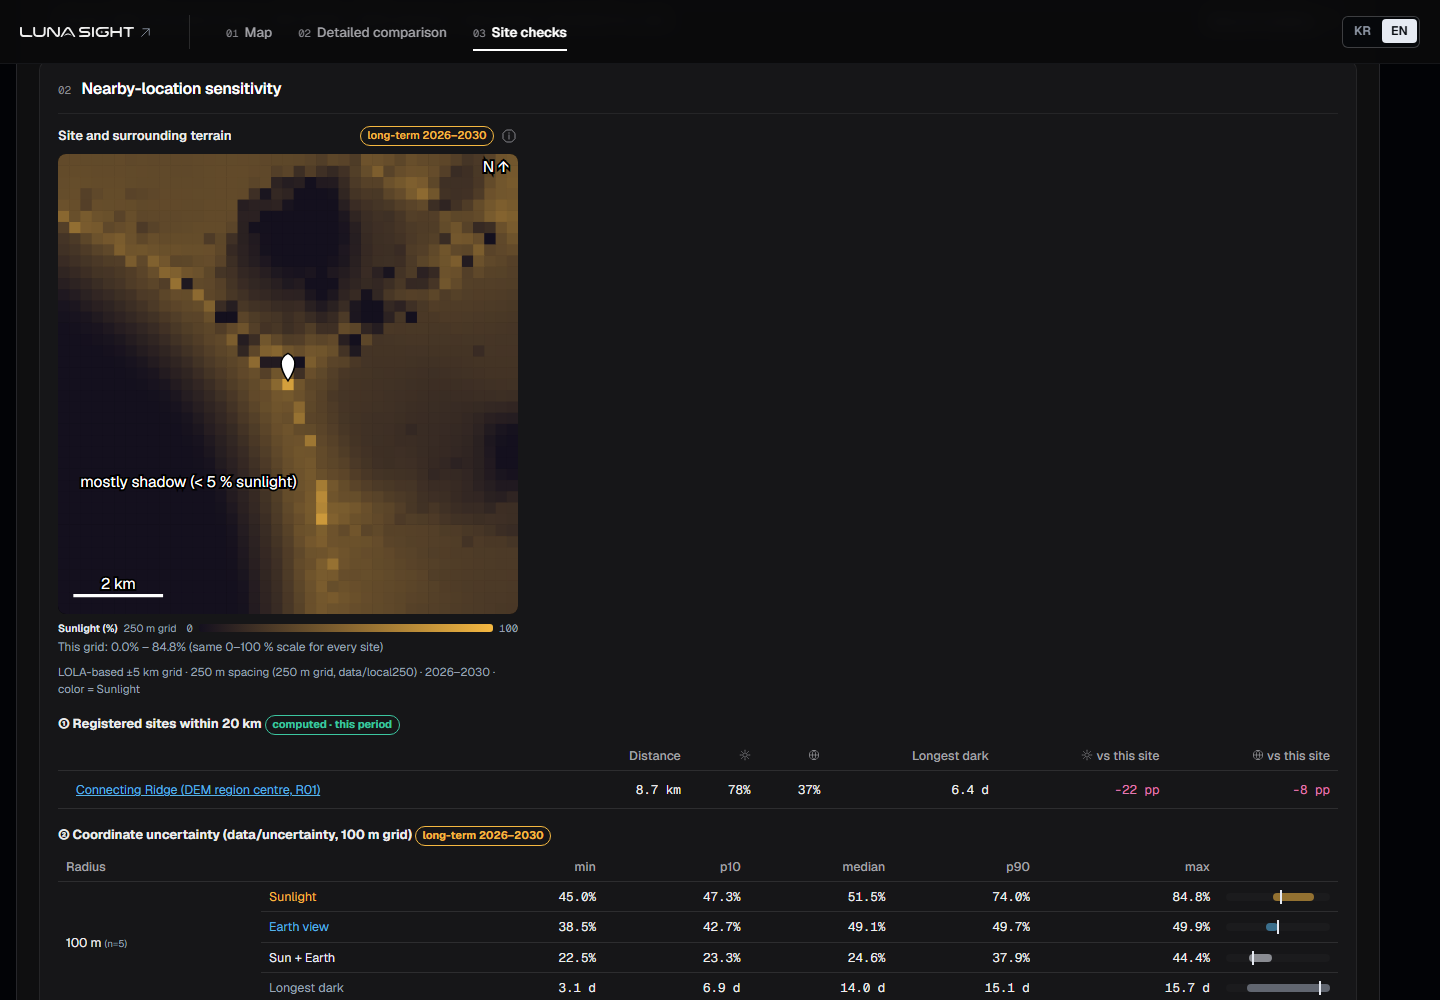 LUNA SIGHT ↗
01 Map
02 Detailed comparison
03 Site checks
KR EN
02 Nearby-location sensitivity
Site and surrounding terrain long-term 2026–2030 ⓘ
N↑
mostly shadow (< 5 % sunlight)
2 km
Sunlight (%) 250 m grid 0 100
This grid: 0.0% – 84.8% (same 0–100 % scale for every site)
LOLA-based ±5 km grid · 250 m spacing (250 m grid, data/local250) · 2026–2030 ·
color = Sunlight
① Registered sites within 20 km computed · this period
Distance Longest dark vs this site vs this site
Connecting Ridge (DEM region centre, R01) 8.7 km 78% 37% 6.4 d -22 pp -8 pp
② Coordinate uncertainty (data/uncertainty, 100 m grid) long-term 2026–2030
Radius min p10 median p90 max
Sunlight 45.0% 47.3% 51.5% 74.0% 84.8%
Earth view 38.5% 42.7% 49.1% 49.7% 49.9%
100 m (n=5)
Sun + Earth 22.5% 23.3% 24.6% 37.9% 44.4%
Longest dark 3.1 d 6.9 d 14.0 d 15.1 d 15.7 d